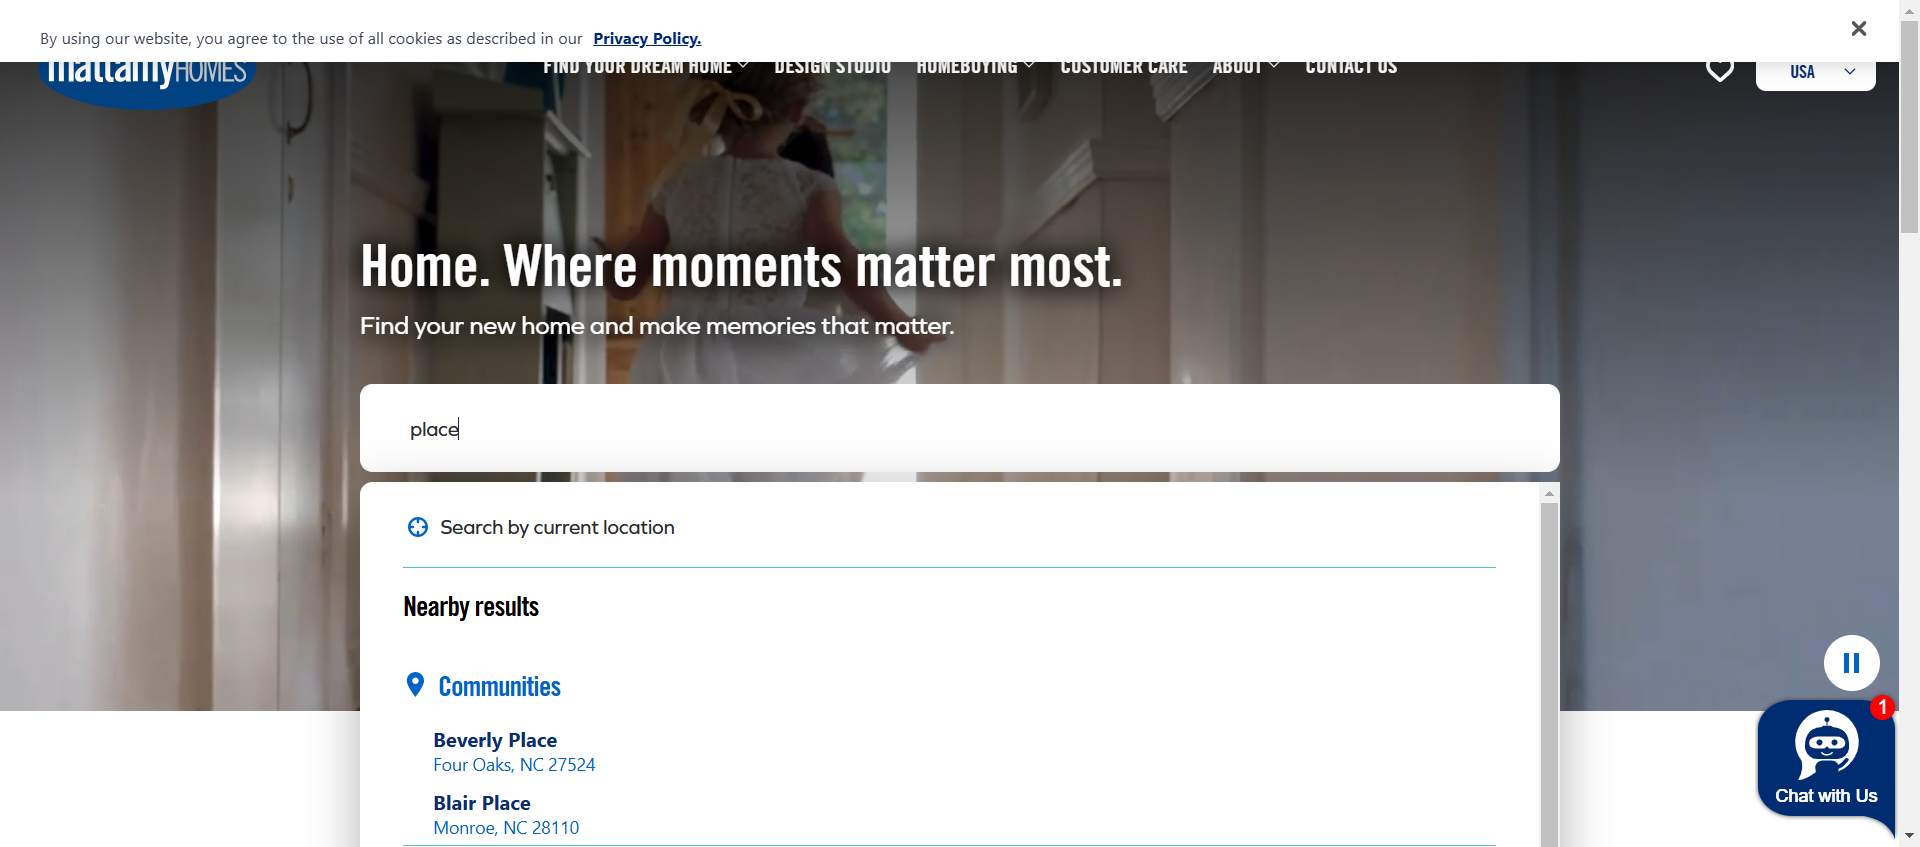 By using our website, you agree to the use of all cookies as described in our Privacy Policy.
mattamyHOMES
FIND YOUR DREAM HOME
DESIGN STUDIO
HOMEBUYING
CUSTOMER CARE
ABOUT
CONTACT US
USA
Home. Where moments matter most.
Find your new home and make memories that matter.
place
Search by current location
Nearby results
Communities
Beverly Place
Four Oaks, NC 27524
Blair Place
Monroe, NC 28110
1
Chat with Us